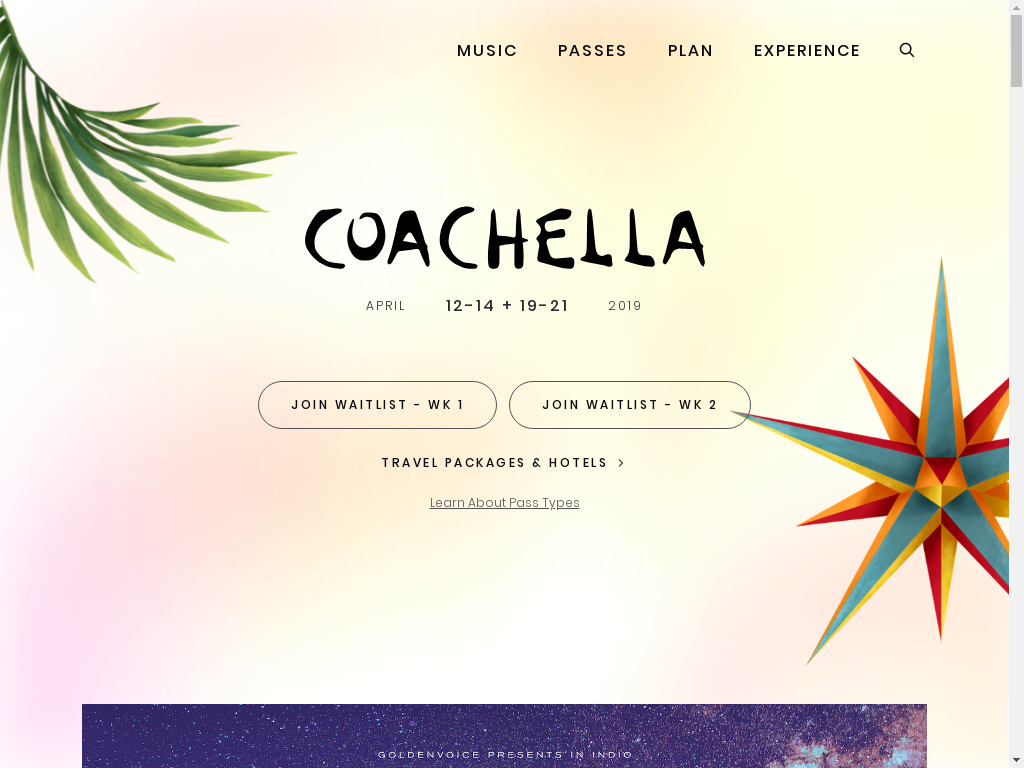 MUSIC PASSES PLAN EXPERIENCE
COACHELLA
APRIL 12-14 + 19-21 2019
JOIN WAITLIST - WK 1 JOIN WAITLIST - WK 2
TRAVEL PACKAGES & HOTELS >
Learn About Pass Types
GOLDENVOICE PRESENTS IN INDIO